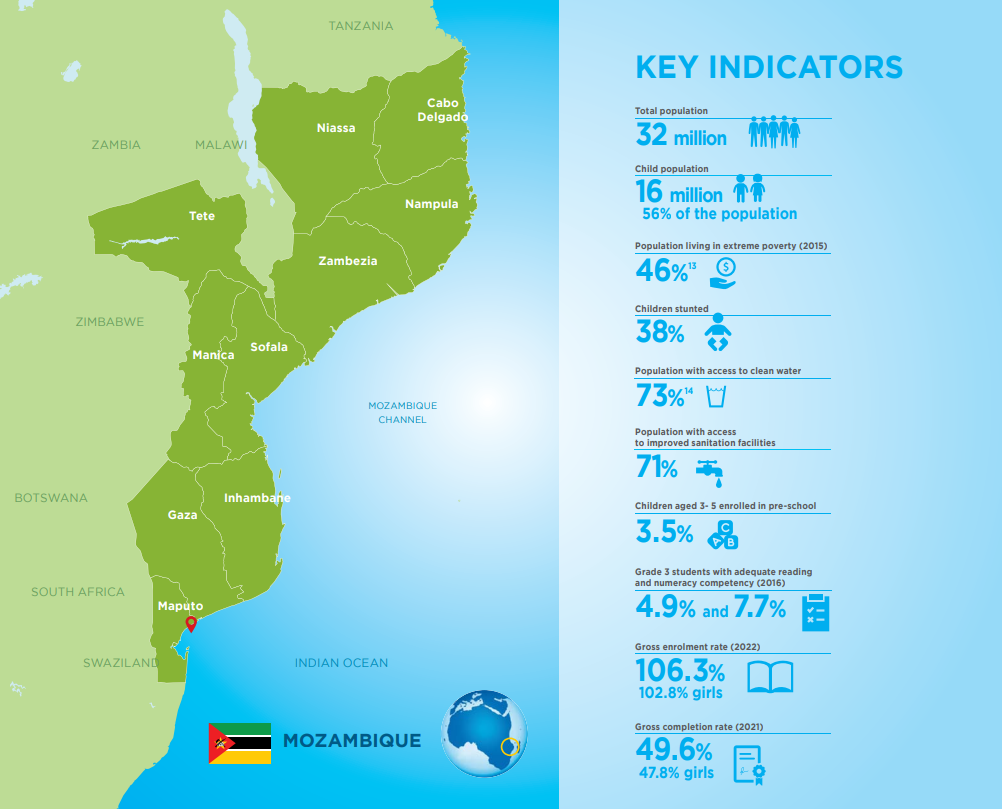 TANZANIA
Cabo
Delgado
Niassa
ZAMBIA
MALAWI
Nampula
Tete
Zambezia
ZIMBABWE
Sofala
Manica
MOZAMBIQUE
CHANNEL
BOTSWANA
Inhambane
Gaza
SOUTH AFRICA
Maputo
SWAZILAND
INDIAN OCEAN
MOZAMBIQUE
KEY INDICATORS
Total population
32 million
Child population
16 million
56% of the population
Population living in extreme poverty (2015)
46%13
$
Children stunted
38%
Population with access to clean water
73%14
Population with access
to improved sanitation facilities
71%
Children aged 3- 5 enrolled in pre-school
3.5%
C
A B
Grade 3 students with adequate reading
and numeracy competency (2016)
4.9% and 7.7%
Gross enrolment rate (2022)
106.3%
102.8% girls
Gross completion rate (2021)
49.6%
47.8% girls